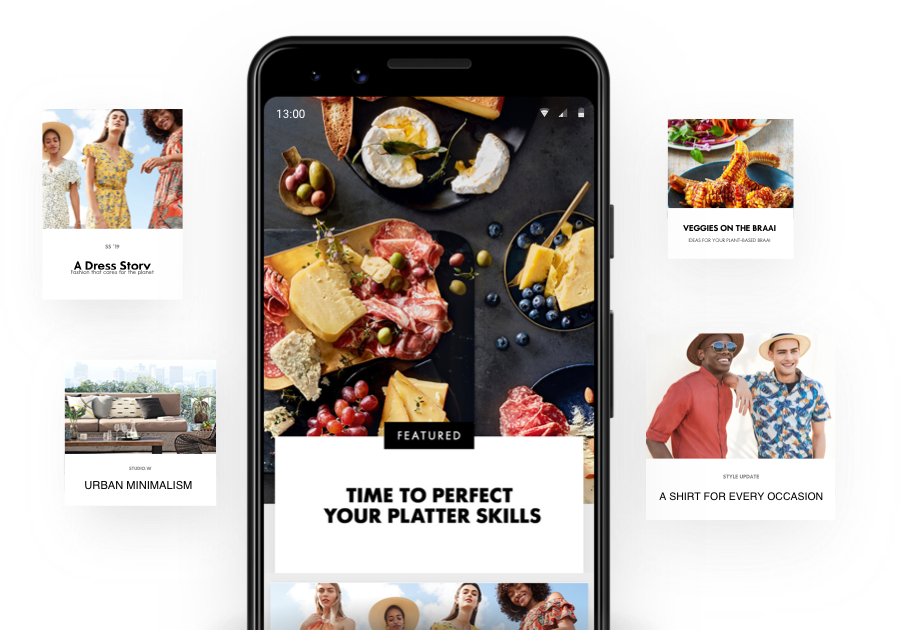 13:00
FEATURED
TIME TO PERFECT
YOUR PLATTER SKILLS
SS '19
A Dress Story
Fashion that cares for the planet
STUDIO.W
URBAN MINIMALISM
VEGGIES ON THE BRAAI
IDEAS FOR YOUR PLANT-BASED BRAAI
STYLE UPDATE
A SHIRT FOR EVERY OCCASION